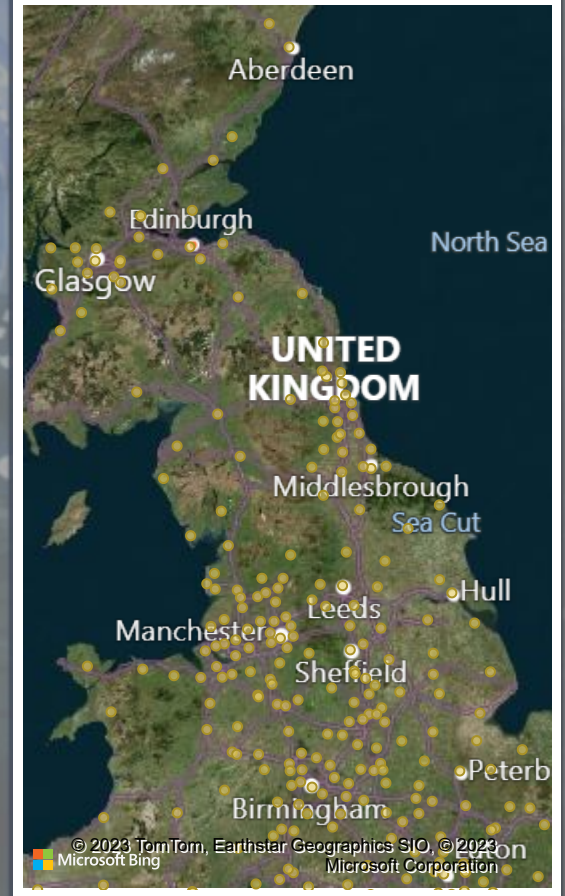 Aberdeen
Edinburgh
North Sea
Glasgow
UNITED
KINGDOM
Middlesbrough
Sea Cut
Hull
Leeds
Manchester
Sheffield
Peterb
Birmingham
© 2023 TomTom, Earthstar Geographics SIO, © 2023
Microsoft Corporation
Microsoft Bing
Luton